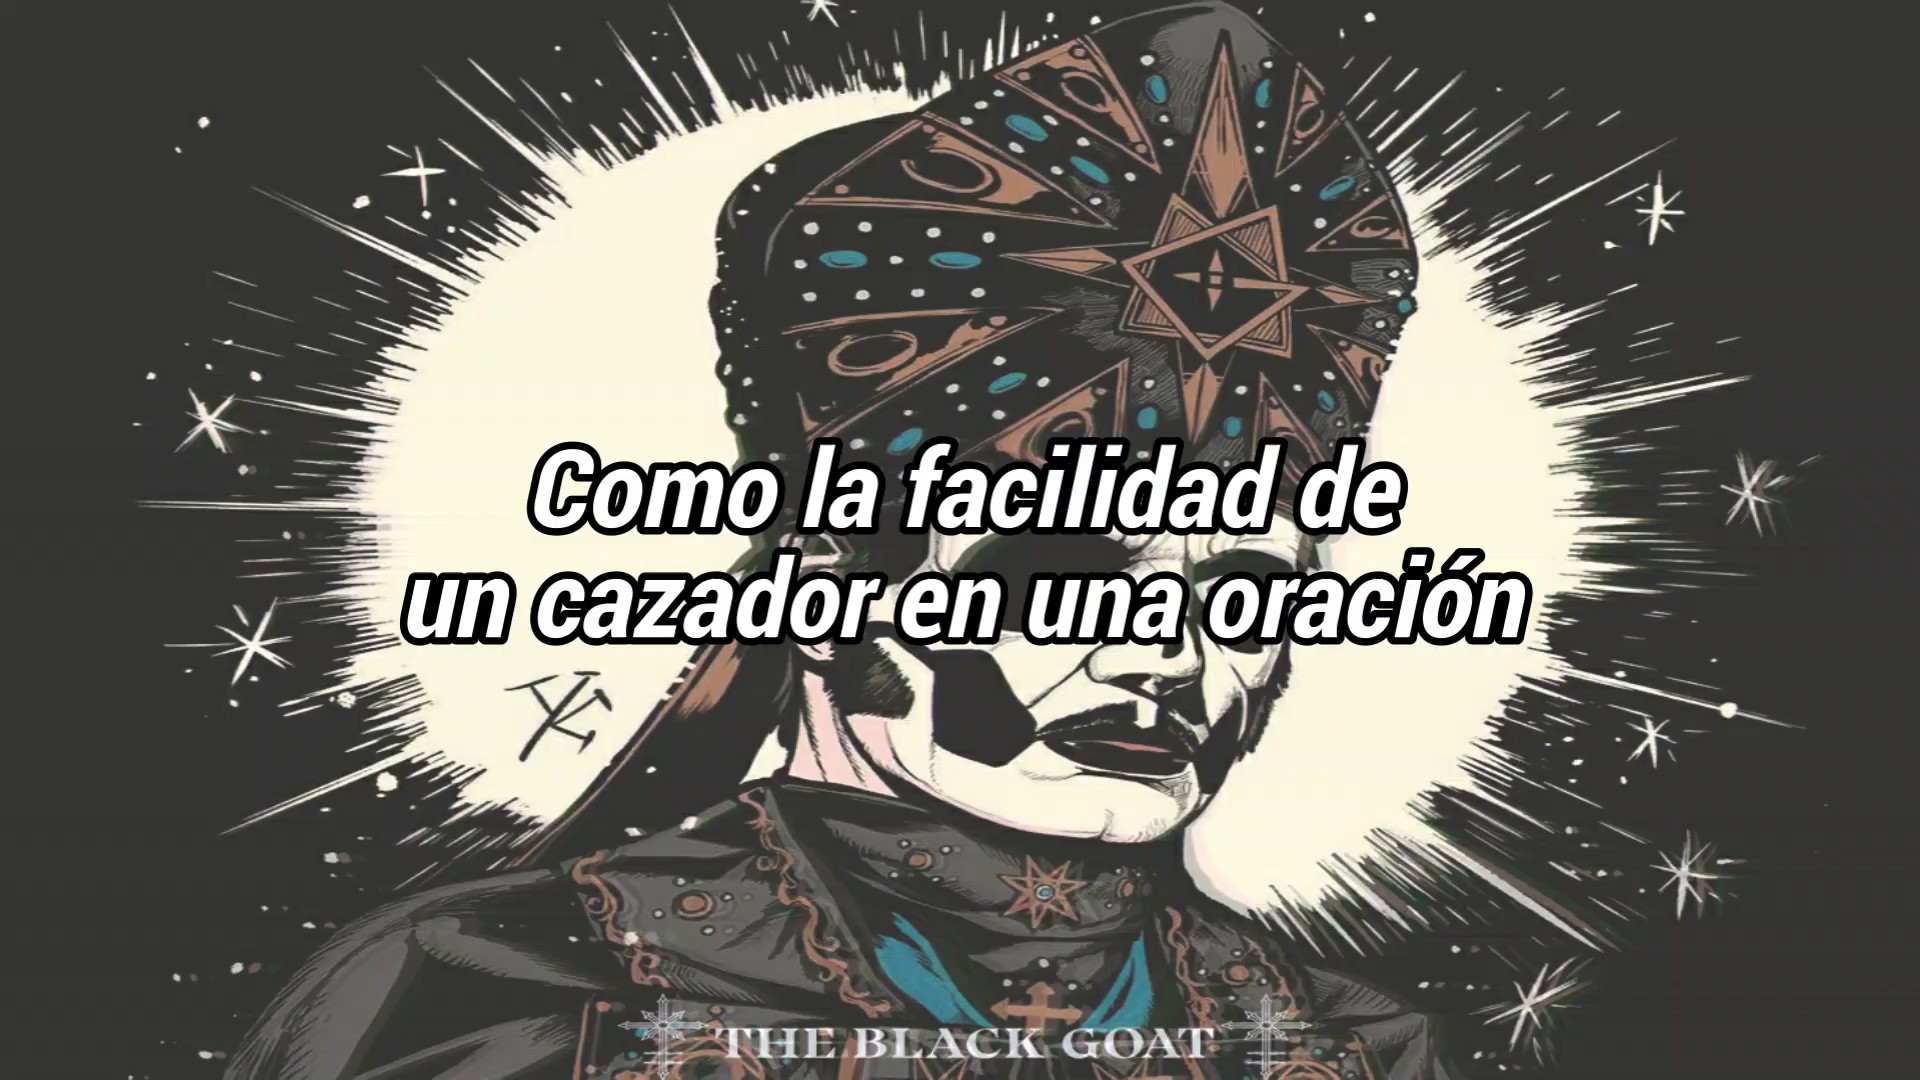 Como la facilidad de
un cazador en una oración
THE BLACK GOAT